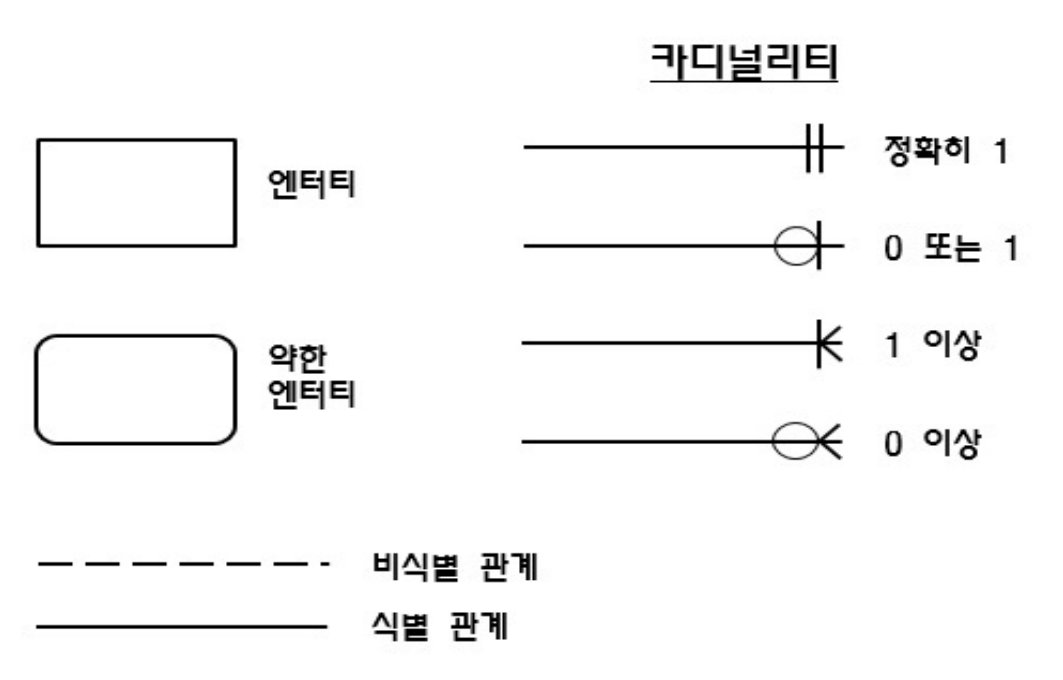 카디널리티
정확히 1
엔터티
0 또는 1
1 이상
약한
엔터티
0 이상
비식별 관계
식별 관계